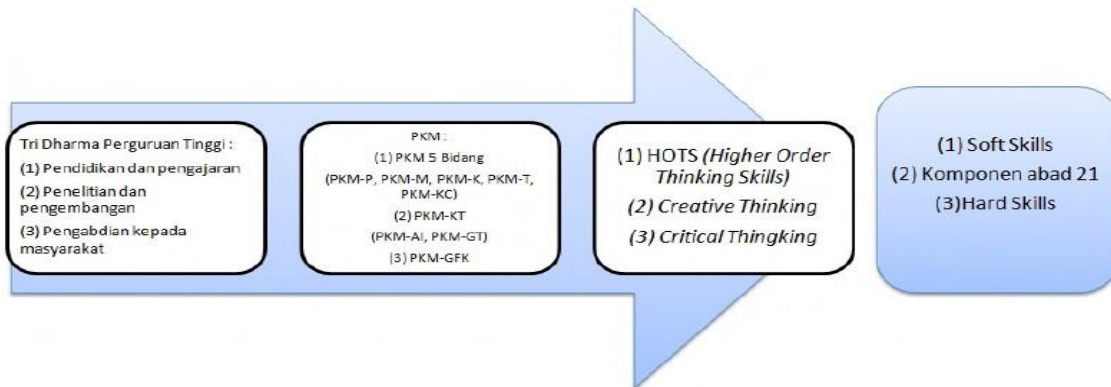 Tri Dharma Perguruan Tinggi :
(1) Pendidikan dan pengajaran
(2) Penelitian dan
pengembangan
(3) Pengabdian kepada
masyarakat
PKM :
(1) PKM 5 Bidang
(PKM-P, PKM-M, PKM-K, PKM-T,
PKM-KC)
(2) PKM-KT
(PKM-AI, PKM-GT)
(3) PKM-GFK
(1) HOTS (Higher Order
Thinking Skills)
(2) Creative Thinking
(3) Critical Thingking
(1) Soft Skills
(2) Komponen abad 21
(3)Hard Skills